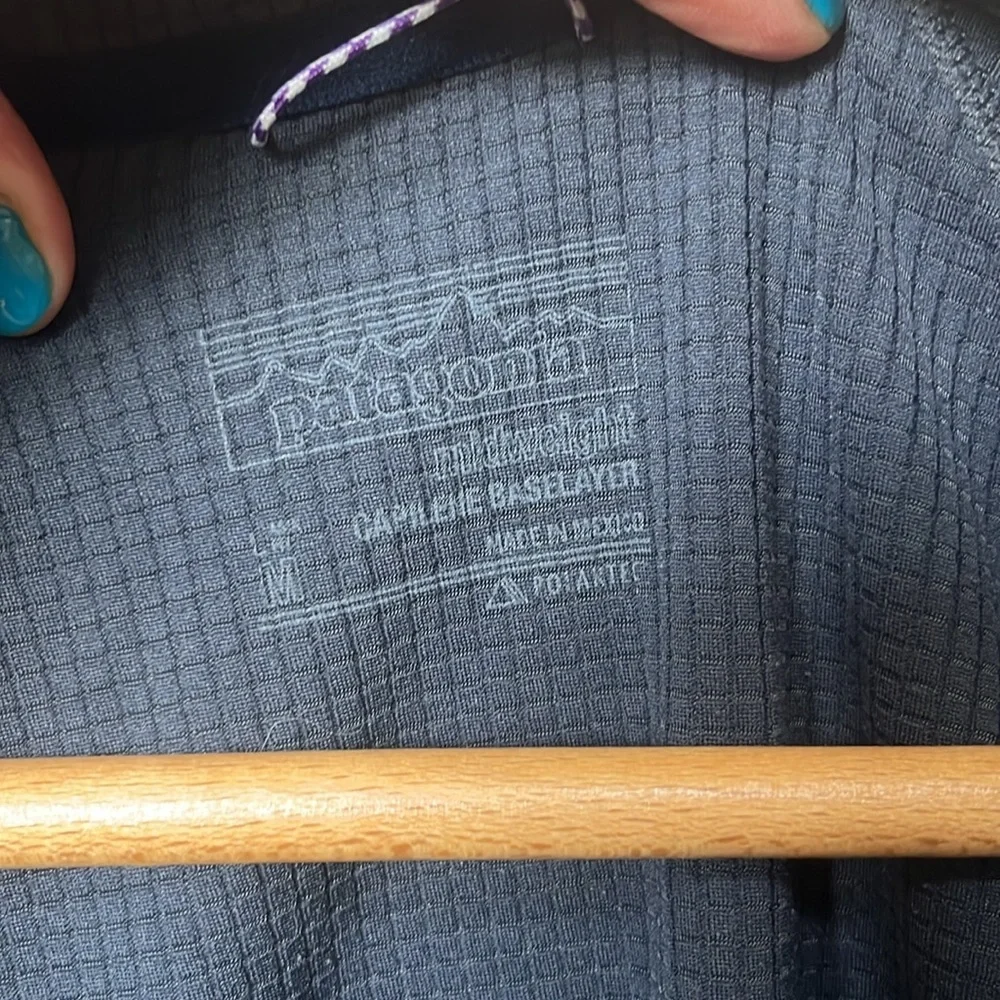 patagonia
midweight
CAPILENE BASELAYER
MADE IN MEXICO
M
POLARTEC